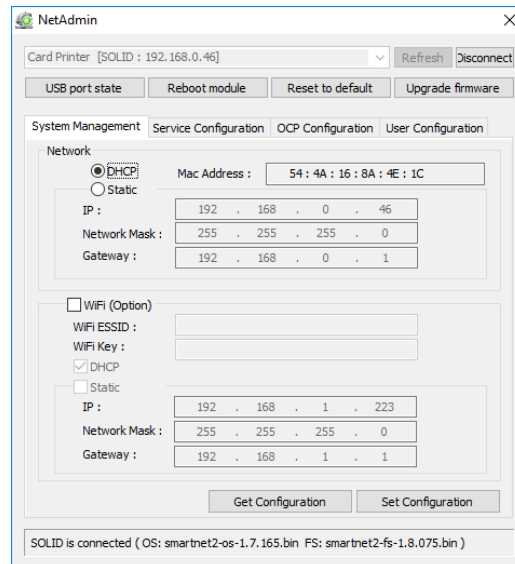 NetAdmin
Card Printer [SOLID : 192.168.0.46] Refresh Disconnect
USB port state Reboot module Reset to default Upgrade firmware
System Management Service Configuration OCP Configuration User Configuration
Network
DHCP Mac Address : 54 : 4A : 16 : 8A : 4E : 1C
Static
IP : 192 . 168 . 0 . 46
Network Mask : 255 . 255 . 255 . 0
Gateway : 192 . 168 . 0 . 1
WiFi (Option)
WiFi ESSID :
WiFi Key :
DHCP
Static
IP : 192 . 168 . 1 . 223
Network Mask : 255 . 255 . 255 . 0
Gateway : 192 . 168 . 1 . 1
Get Configuration Set Configuration
SOLID is connected ( OS: smartnet2-os-1.7.165.bin FS: smartnet2-fs-1.8.075.bin )